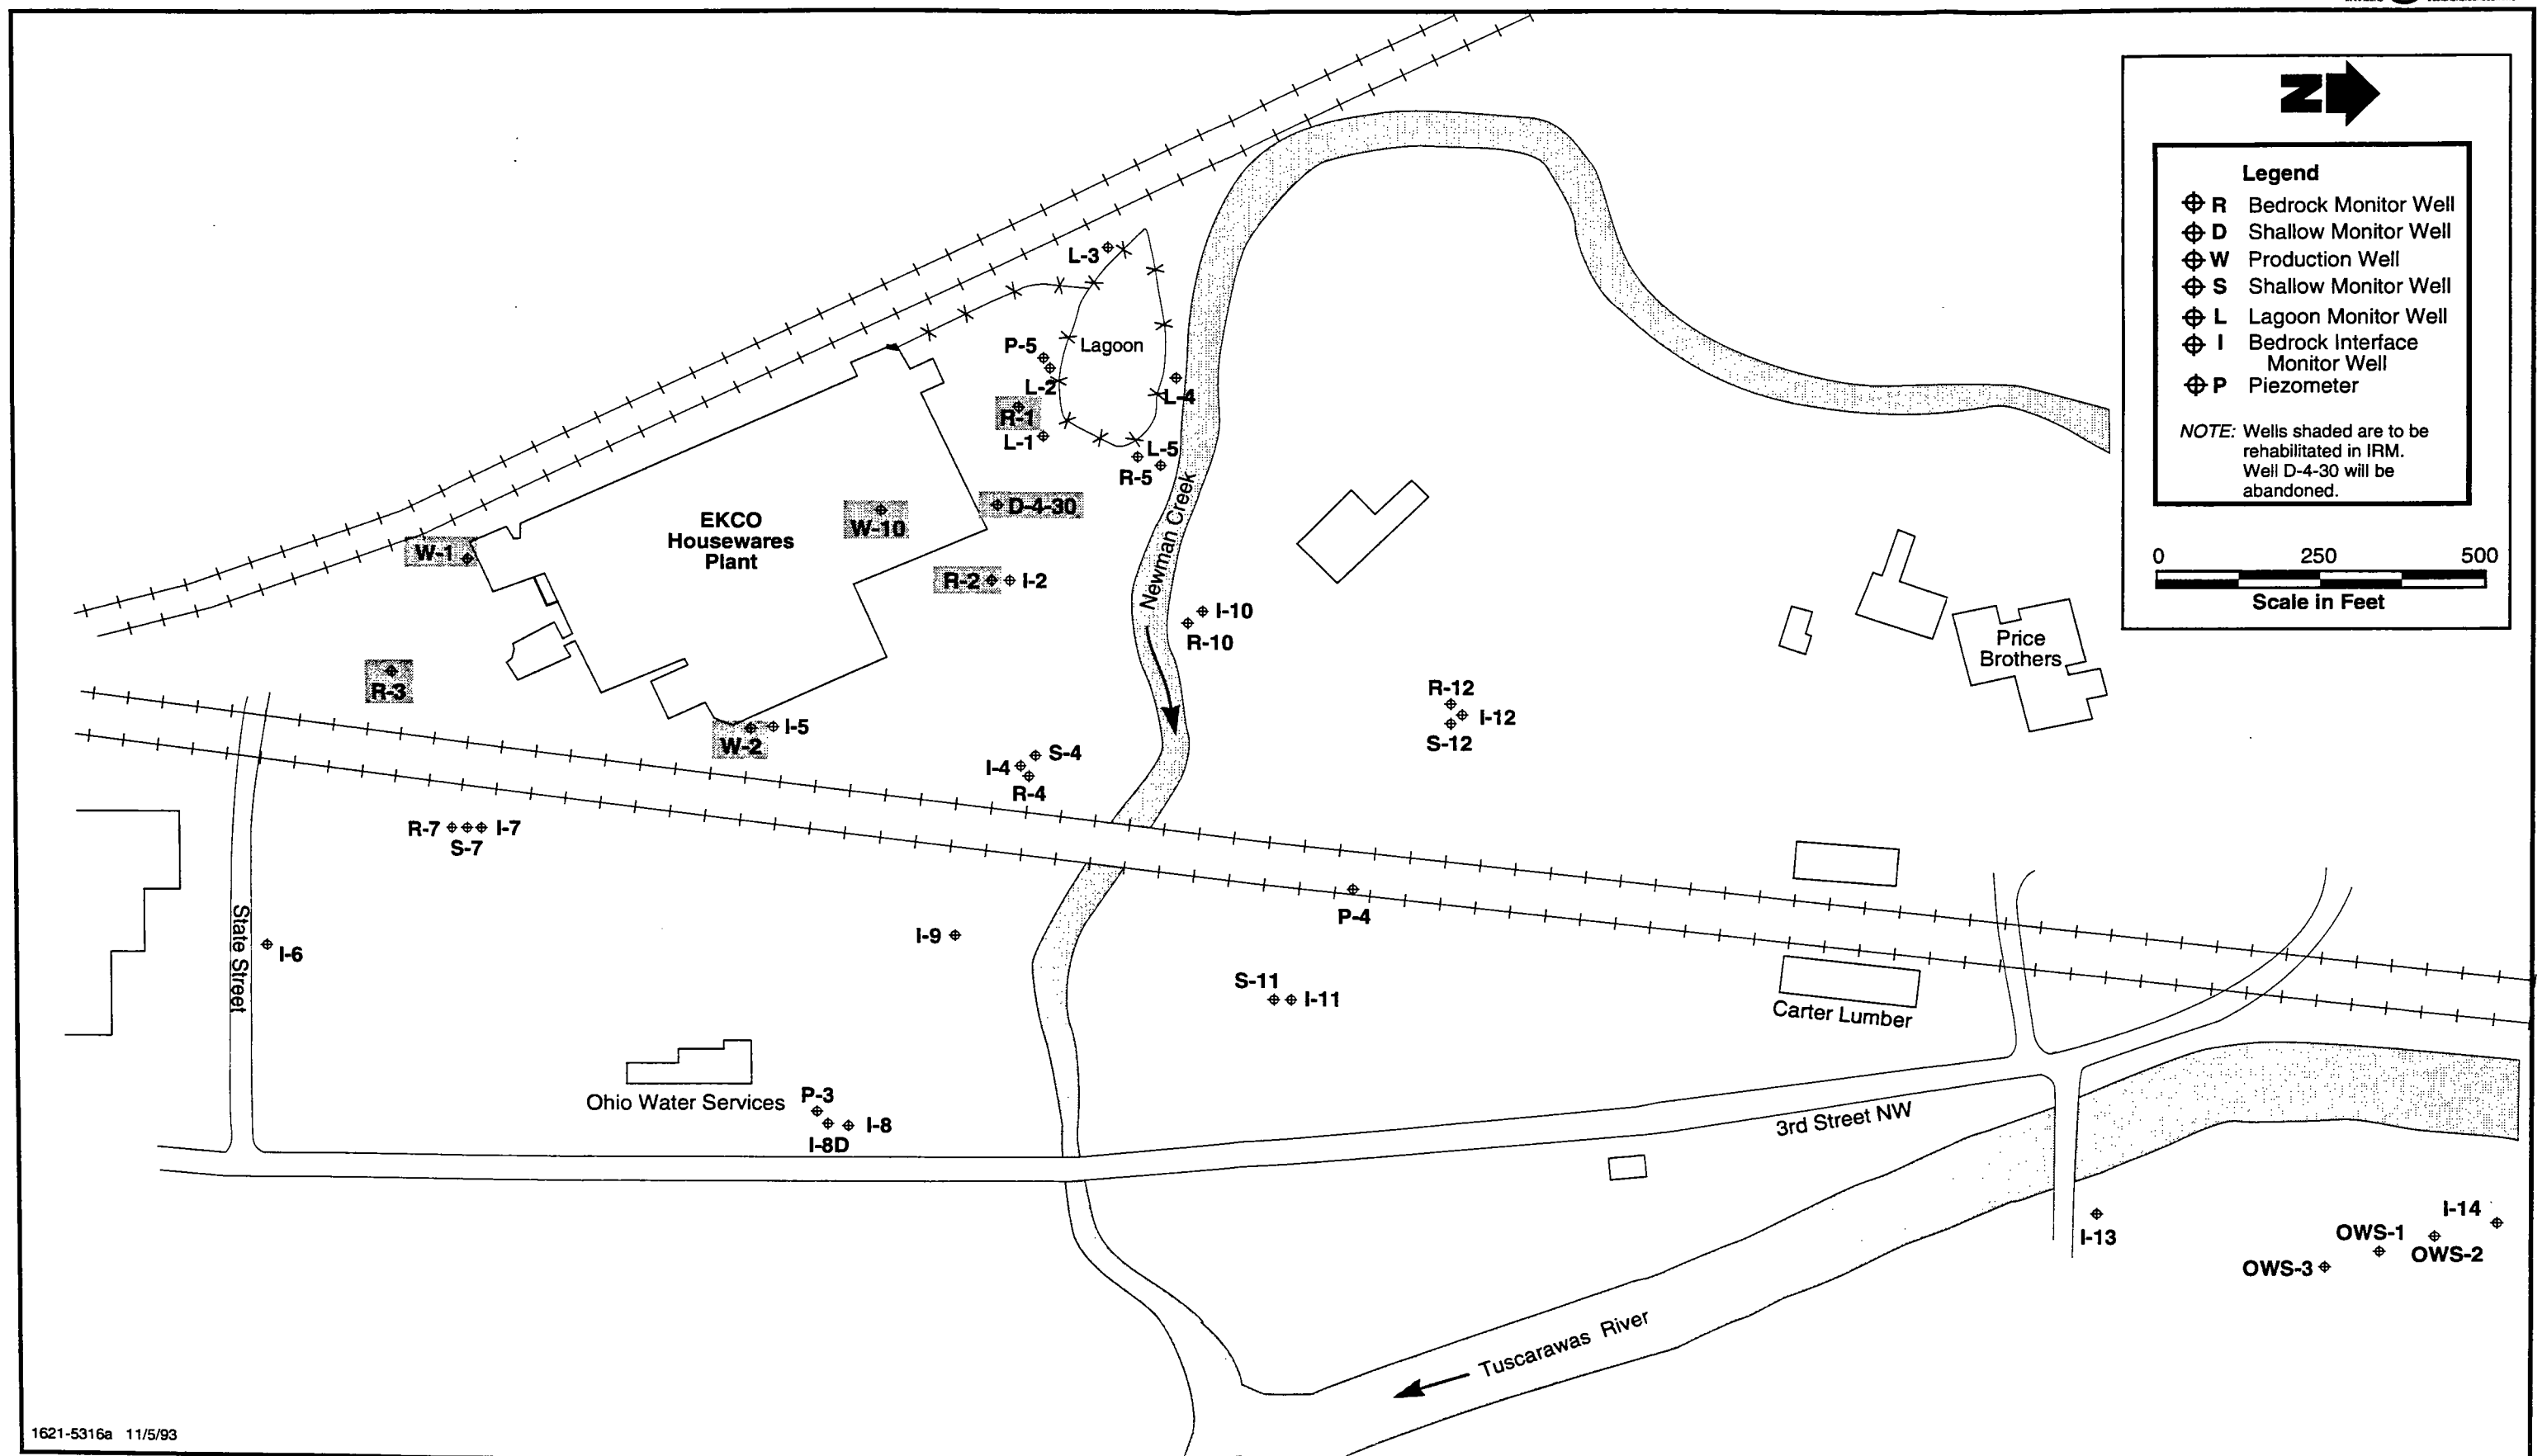 N
Legend
R Bedrock Monitor Well
D Shallow Monitor Well
W Production Well
S Shallow Monitor Well
L Lagoon Monitor Well
I Bedrock Interface
Monitor Well
P Piezometer
NOTE: Wells shaded are to be
rehabilitated in IRM.
Well D-4-30 will be
abandoned.
0 250 500
Scale in Feet
L-3
P-5
Lagoon
L-2
L-4
R-1
L-1
L-5
R-5
D-4-30
W-10
EKCO
Housewares
Plant
W-1
R-2
I-2
Newman Creek
I-10
R-10
Price
Brothers
R-3
R-12
I-12
S-12
W-2
I-5
S-4
I-4
R-4
R-7
I-7
S-7
P-4
State Street
I-6
I-9
S-11
I-11
Carter Lumber
Ohio Water Services
P-3
I-8
I-8D
3rd Street NW
I-13
I-14
OWS-1
OWS-2
OWS-3
Tuscarawas River
1621-5316a 11/5/93